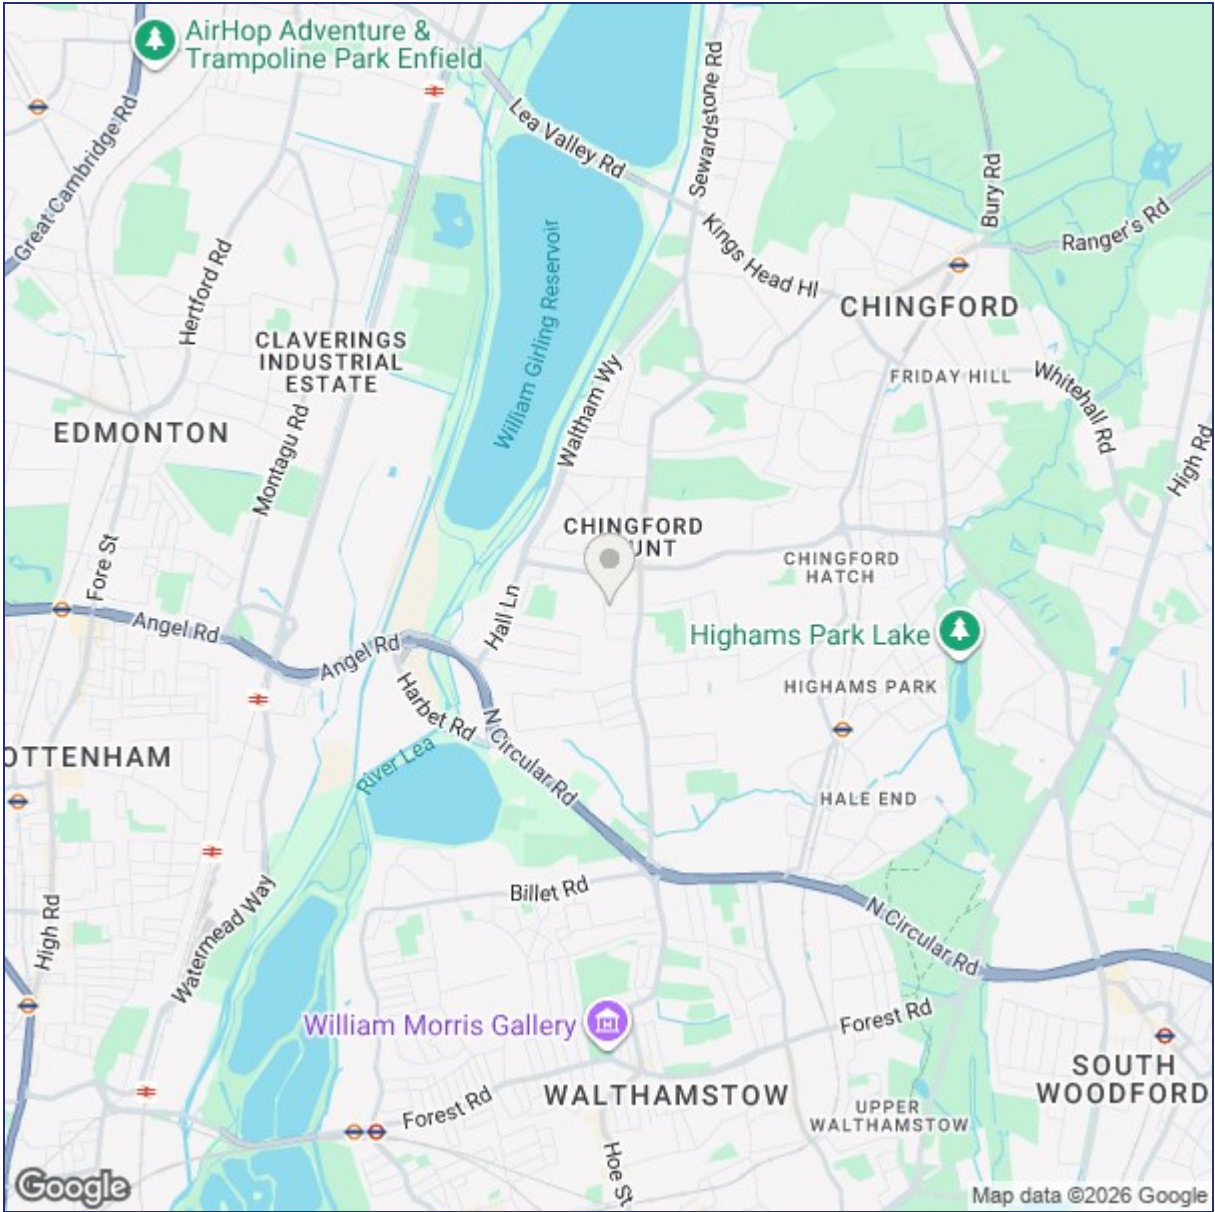 AirHop Adventure &
Trampoline Park Enfield
Great Cambridge Rd
Lea Valley Rd
Sewardstone Rd
Bury Rd
Ranger's Rd
Hertford Rd
William Girling Reservoir
Kings Head Hl
CHINGFORD
CLAVERINGS
INDUSTRIAL
ESTATE
Waltham Wy
FRIDAY HILL
Whitehall Rd
High Rd
EDMONTON
Montagu Rd
CHINGFORD
UNT
Fore St
CHINGFORD
HATCH
Hall Ln
Angel Rd
Angel Rd
Highams Park Lake
Harbet Rd
HIGHAMS PARK
N Circular Rd
OTTENHAM
River Lea
HALE END
Billet Rd
High Rd
Watermead Way
N Circular Rd
William Morris Gallery
Forest Rd
WALTHAMSTOW
SOUTH
WOODFORD
Forest Rd
UPPER
WALTHAMSTOW
Hoe St
Google
Map data ©2026 Google